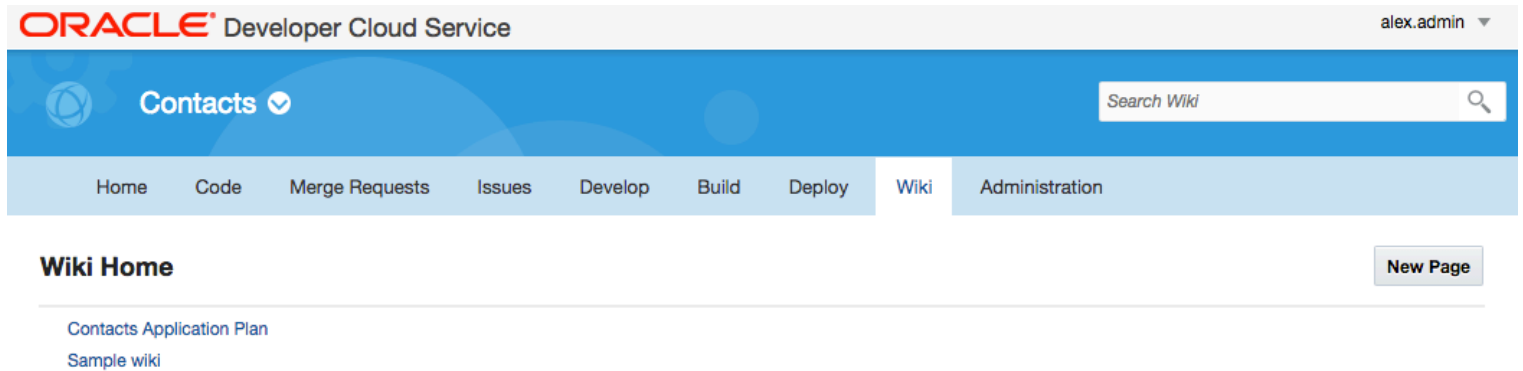 ORACLE Developer Cloud Service alex.admin
Contacts Search Wiki
Home Code Merge Requests Issues Develop Build Deploy Wiki Administration
Wiki Home New Page
Contacts Application Plan
Sample wiki